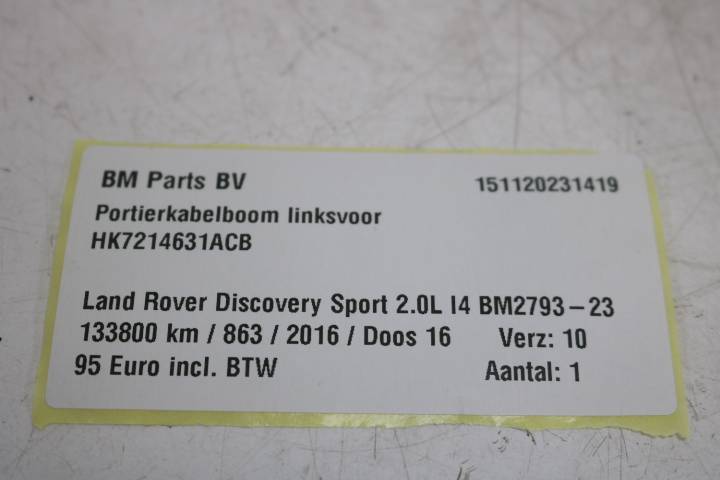 BM Parts BV 151120231419
Portierkabelboom linksvoor
HK7214631ACB
Land Rover Discovery Sport 2.0L I4 BM2793-23
133800 km / 863 / 2016 / Doos 16 Verz: 10
95 Euro incl. BTW Aantal: 1